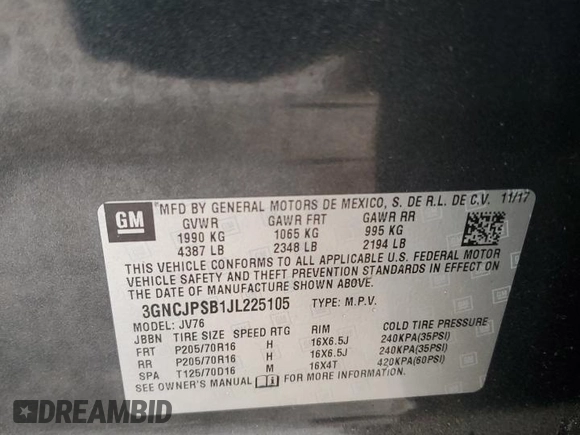 GM
MFD BY GENERAL MOTORS DE MEXICO, S. DE R.L. DE C.V. 11/17
GVWR GAWR FRT GAWR RR
1990 KG 1065 KG 995 KG
4387 LB 2348 LB 2194 LB
THIS VEHICLE CONFORMS TO ALL APPLICABLE U.S. FEDERAL MOTOR
VEHICLE SAFETY AND THEFT PREVENTION STANDARDS IN EFFECT ON
THE DATE OF MANUFACTURE SHOWN ABOVE.
3GNCJPSB1JL225105 TYPE: M.P.V.
MODEL: JV76
JBBN TIRE SIZE SPEED RTG RIM COLD TIRE PRESSURE
FRT P205/70R16 H 16X6.5J 240KPA(35PSI)
RR P205/70R16 H 16X6.5J 240KPA(35PSI)
SPA T125/70D16 M 16X4T 420KPA(60PSI)
SEE OWNER'S MANUAL FOR MORE INFORMATION.
DREAMBID